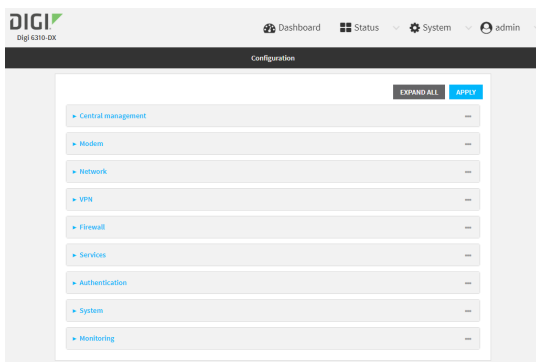 DIGI
Digi 6310-DX
Dashboard Status System admin
Configuration
EXPAND ALL APPLY
Central management
Modem
Network
VPN
Firewall
Services
Authentication
System
Monitoring